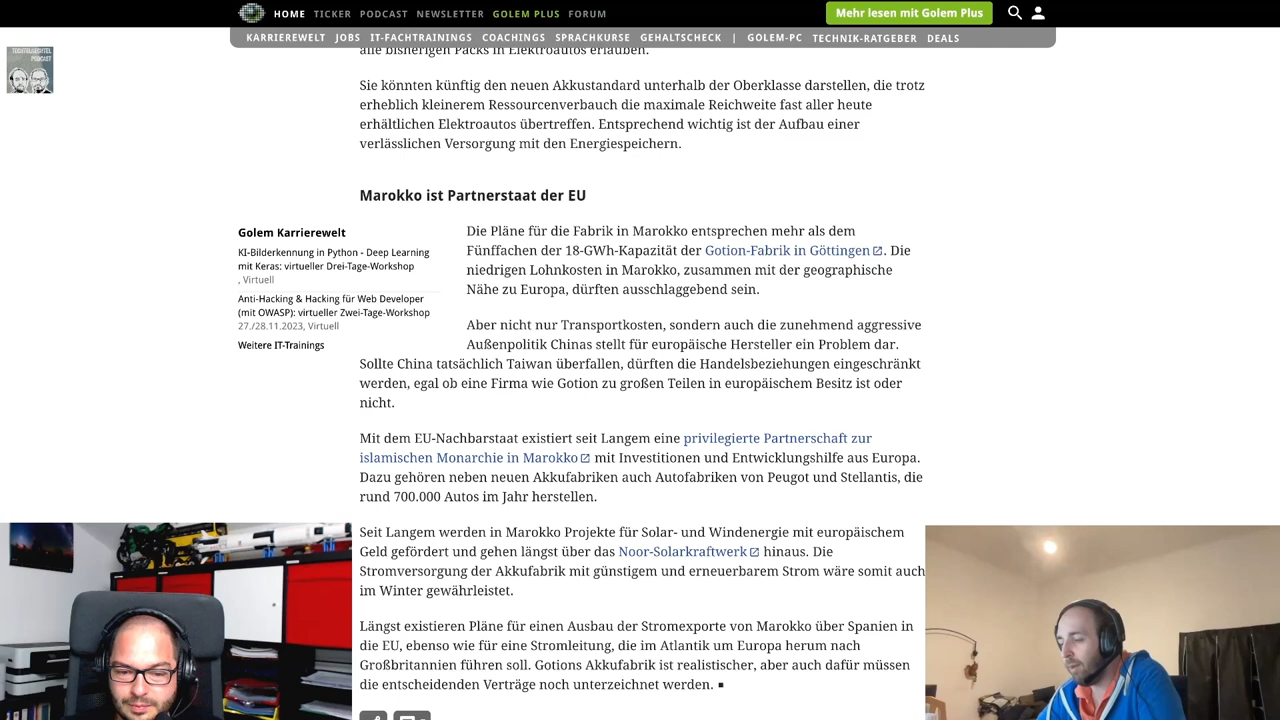 HOME TICKER PODCAST NEWSLETTER GOLEM PLUS FORUM
Mehr lesen mit Golem Plus
KARRIEREWELT JOBS IT-FACHTRAININGS COACHINGS SPRACHKURSE GEHALTSCHECK | GOLEM-PC TECHNIK-RATGEBER DEALS
TECHTELMECHTEL
PODCAST
alle bisherigen Packs in Elektroautos erlauben.
Sie könnten künftig den neuen Akkustandard unterhalb der Oberklasse darstellen, die trotz
erheblich kleinerem Ressourcenverbauch die maximale Reichweite fast aller heute
erhältlichen Elektroautos übertreffen. Entsprechend wichtig ist der Aufbau einer
verlässlichen Versorgung mit den Energiespeichern.
Marokko ist Partnerstaat der EU
Golem Karrierewelt
KI-Bilderkennung in Python - Deep Learning
mit Keras: virtueller Drei-Tage-Workshop
, Virtuell
Anti-Hacking & Hacking für Web Developer
(mit OWASP): virtueller Zwei-Tage-Workshop
27./28.11.2023, Virtuell
Weitere IT-Trainings
Die Pläne für die Fabrik in Marokko entsprechen mehr als dem
Fünffachen der 18-GWh-Kapazität der Gotion-Fabrik in Göttingen. Die
niedrigen Lohnkosten in Marokko, zusammen mit der geographische
Nähe zu Europa, dürften ausschlaggebend sein.
Aber nicht nur Transportkosten, sondern auch die zunehmend aggressive
Außenpolitik Chinas stellt für europäische Hersteller ein Problem dar.
Sollte China tatsächlich Taiwan überfallen, dürften die Handelsbeziehungen eingeschränkt
werden, egal ob eine Firma wie Gotion zu großen Teilen in europäischem Besitz ist oder
nicht.
Mit dem EU-Nachbarstaat existiert seit Langem eine privilegierte Partnerschaft zur
islamischen Monarchie in Marokko mit Investitionen und Entwicklungshilfe aus Europa.
Dazu gehören neben neuen Akkufabriken auch Autofabriken von Peugot und Stellantis, die
rund 700.000 Autos im Jahr herstellen.
Seit Langem werden in Marokko Projekte für Solar- und Windenergie mit europäischem
Geld gefördert und gehen längst über das Noor-Solarkraftwerk hinaus. Die
Stromversorgung der Akkufabrik mit günstigem und erneuerbarem Strom wäre somit auch
im Winter gewährleistet.
Längst existieren Pläne für einen Ausbau der Stromexporte von Marokko über Spanien in
die EU, ebenso wie für eine Stromleitung, die im Atlantik um Europa herum nach
Großbritannien führen soll. Gotions Akkufabrik ist realistischer, aber auch dafür müssen
die entscheidenden Verträge noch unterzeichnet werden. ▪